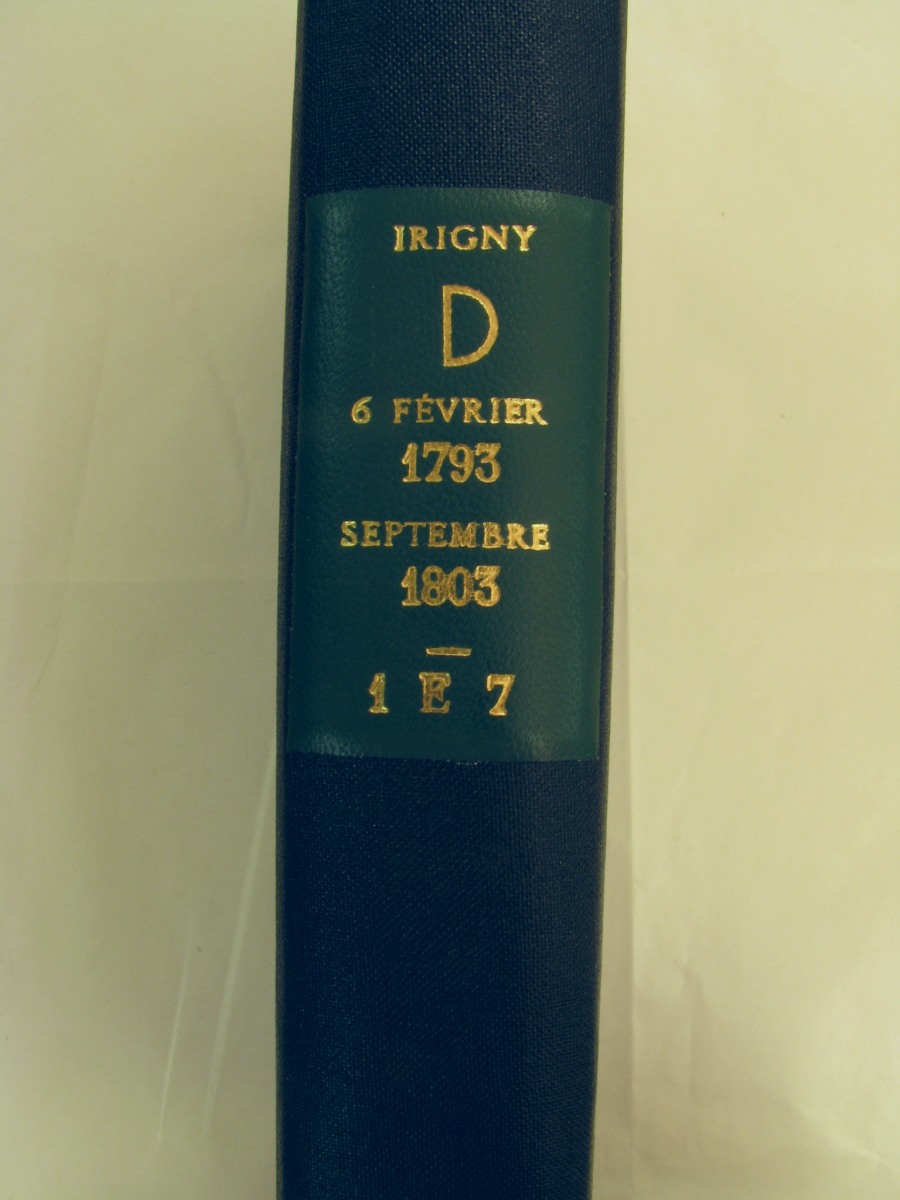 IRIGNY
D
6 FÉVRIER
1793
SEPTEMBRE
1803
—
1 E 7